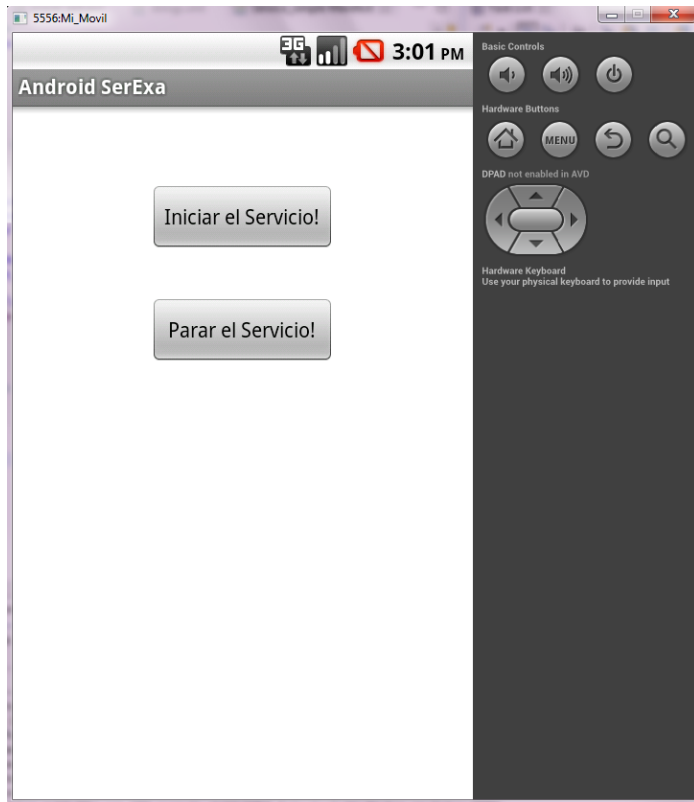 5556:Mi_Movil
3G 3:01 PM
Android SerExa
Iniciar el Servicio!
Parar el Servicio!
Basic Controls
Hardware Buttons
MENU
DPAD not enabled in AVD
Hardware Keyboard
Use your physical keyboard to provide input